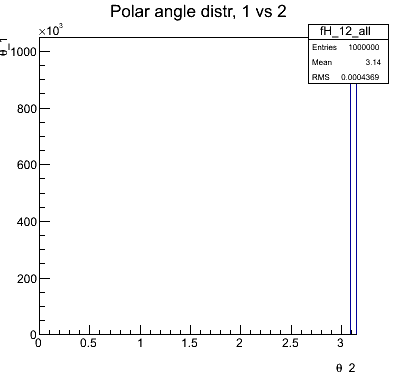 Polar angle distr, 1 vs 2
×10³
fH_12_all
Entries 1000000
Mean 3.14
RMS 0.0004369
1000
800
600
400
200
0
0 0.5 1 1.5 2 2.5 3
θ 2